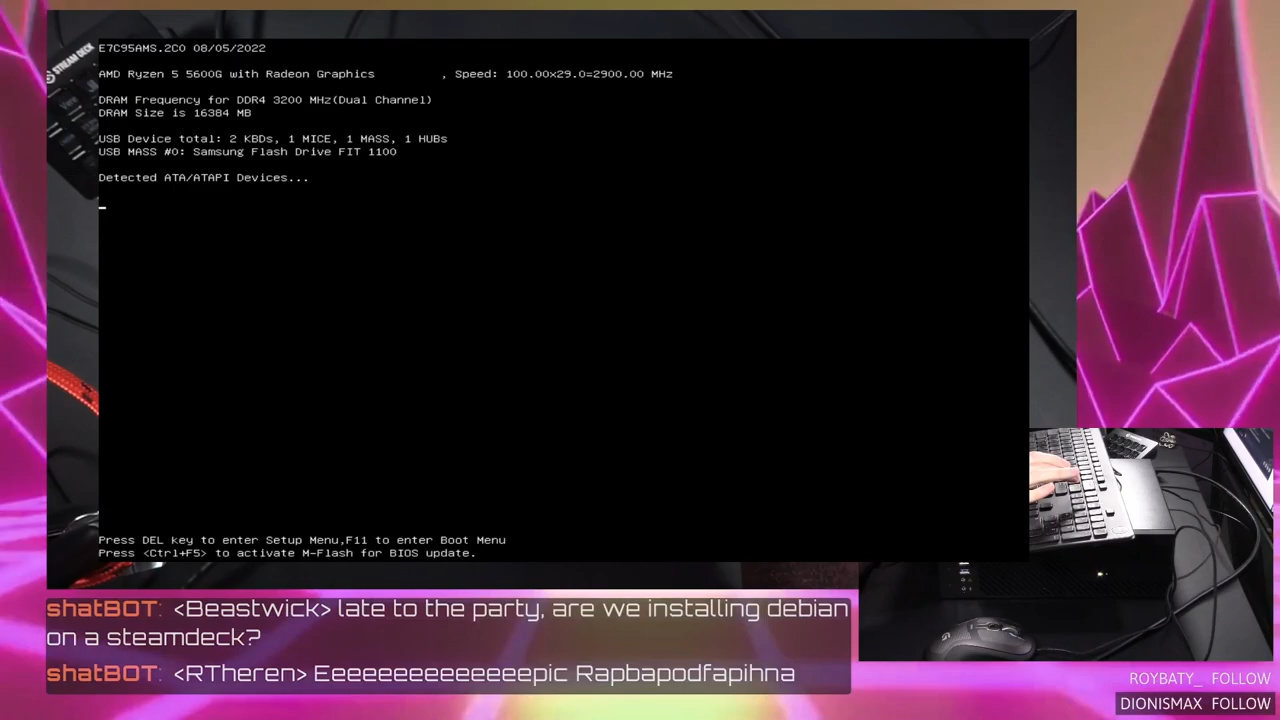 STREAM DECK
E7C95AMS.2C0 08/05/2022
AMD Ryzen 5 5600G with Radeon Graphics , Speed: 100.00x29.0=2900.00 MHz
DRAM Frequency for DDR4 3200 MHz(Dual Channel)
DRAM Size is 16384 MB
USB Device total: 2 KBDs, 1 MICE, 1 MASS, 1 HUBs
USB MASS #0: Samsung Flash Drive FIT 1100
Detected ATA/ATAPI Devices...
Press DEL key to enter Setup Menu,F11 to enter Boot Menu
Press <Ctrl+F5> to activate M-Flash for BIOS update.
shatBOT: <Beastwick> late to the party, are we installing debian
on a steamdeck?
shatBOT: <RTheren> Eeeeeeeeeeeeeepic Rapbapodfapihna
ROYBATY_ FOLLOW
DIONISMAX FOLLOW